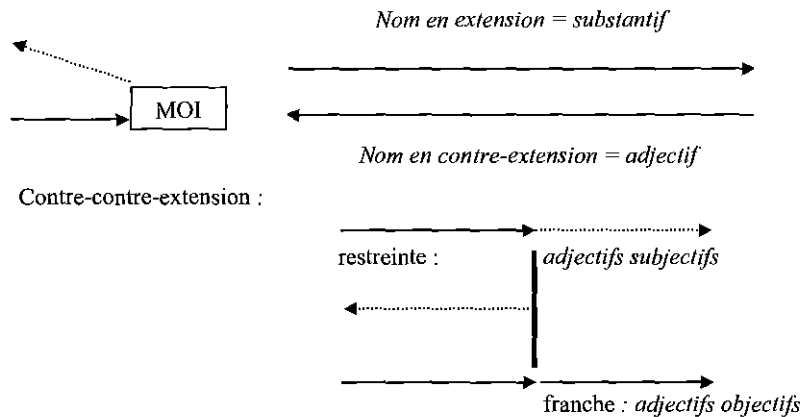 Nom en extension = substantif
MOI
Nom en contre-extension = adjectif
Contre-contre-extension :
restreinte : adjectifs subjectifs
franche : adjectifs objectifs